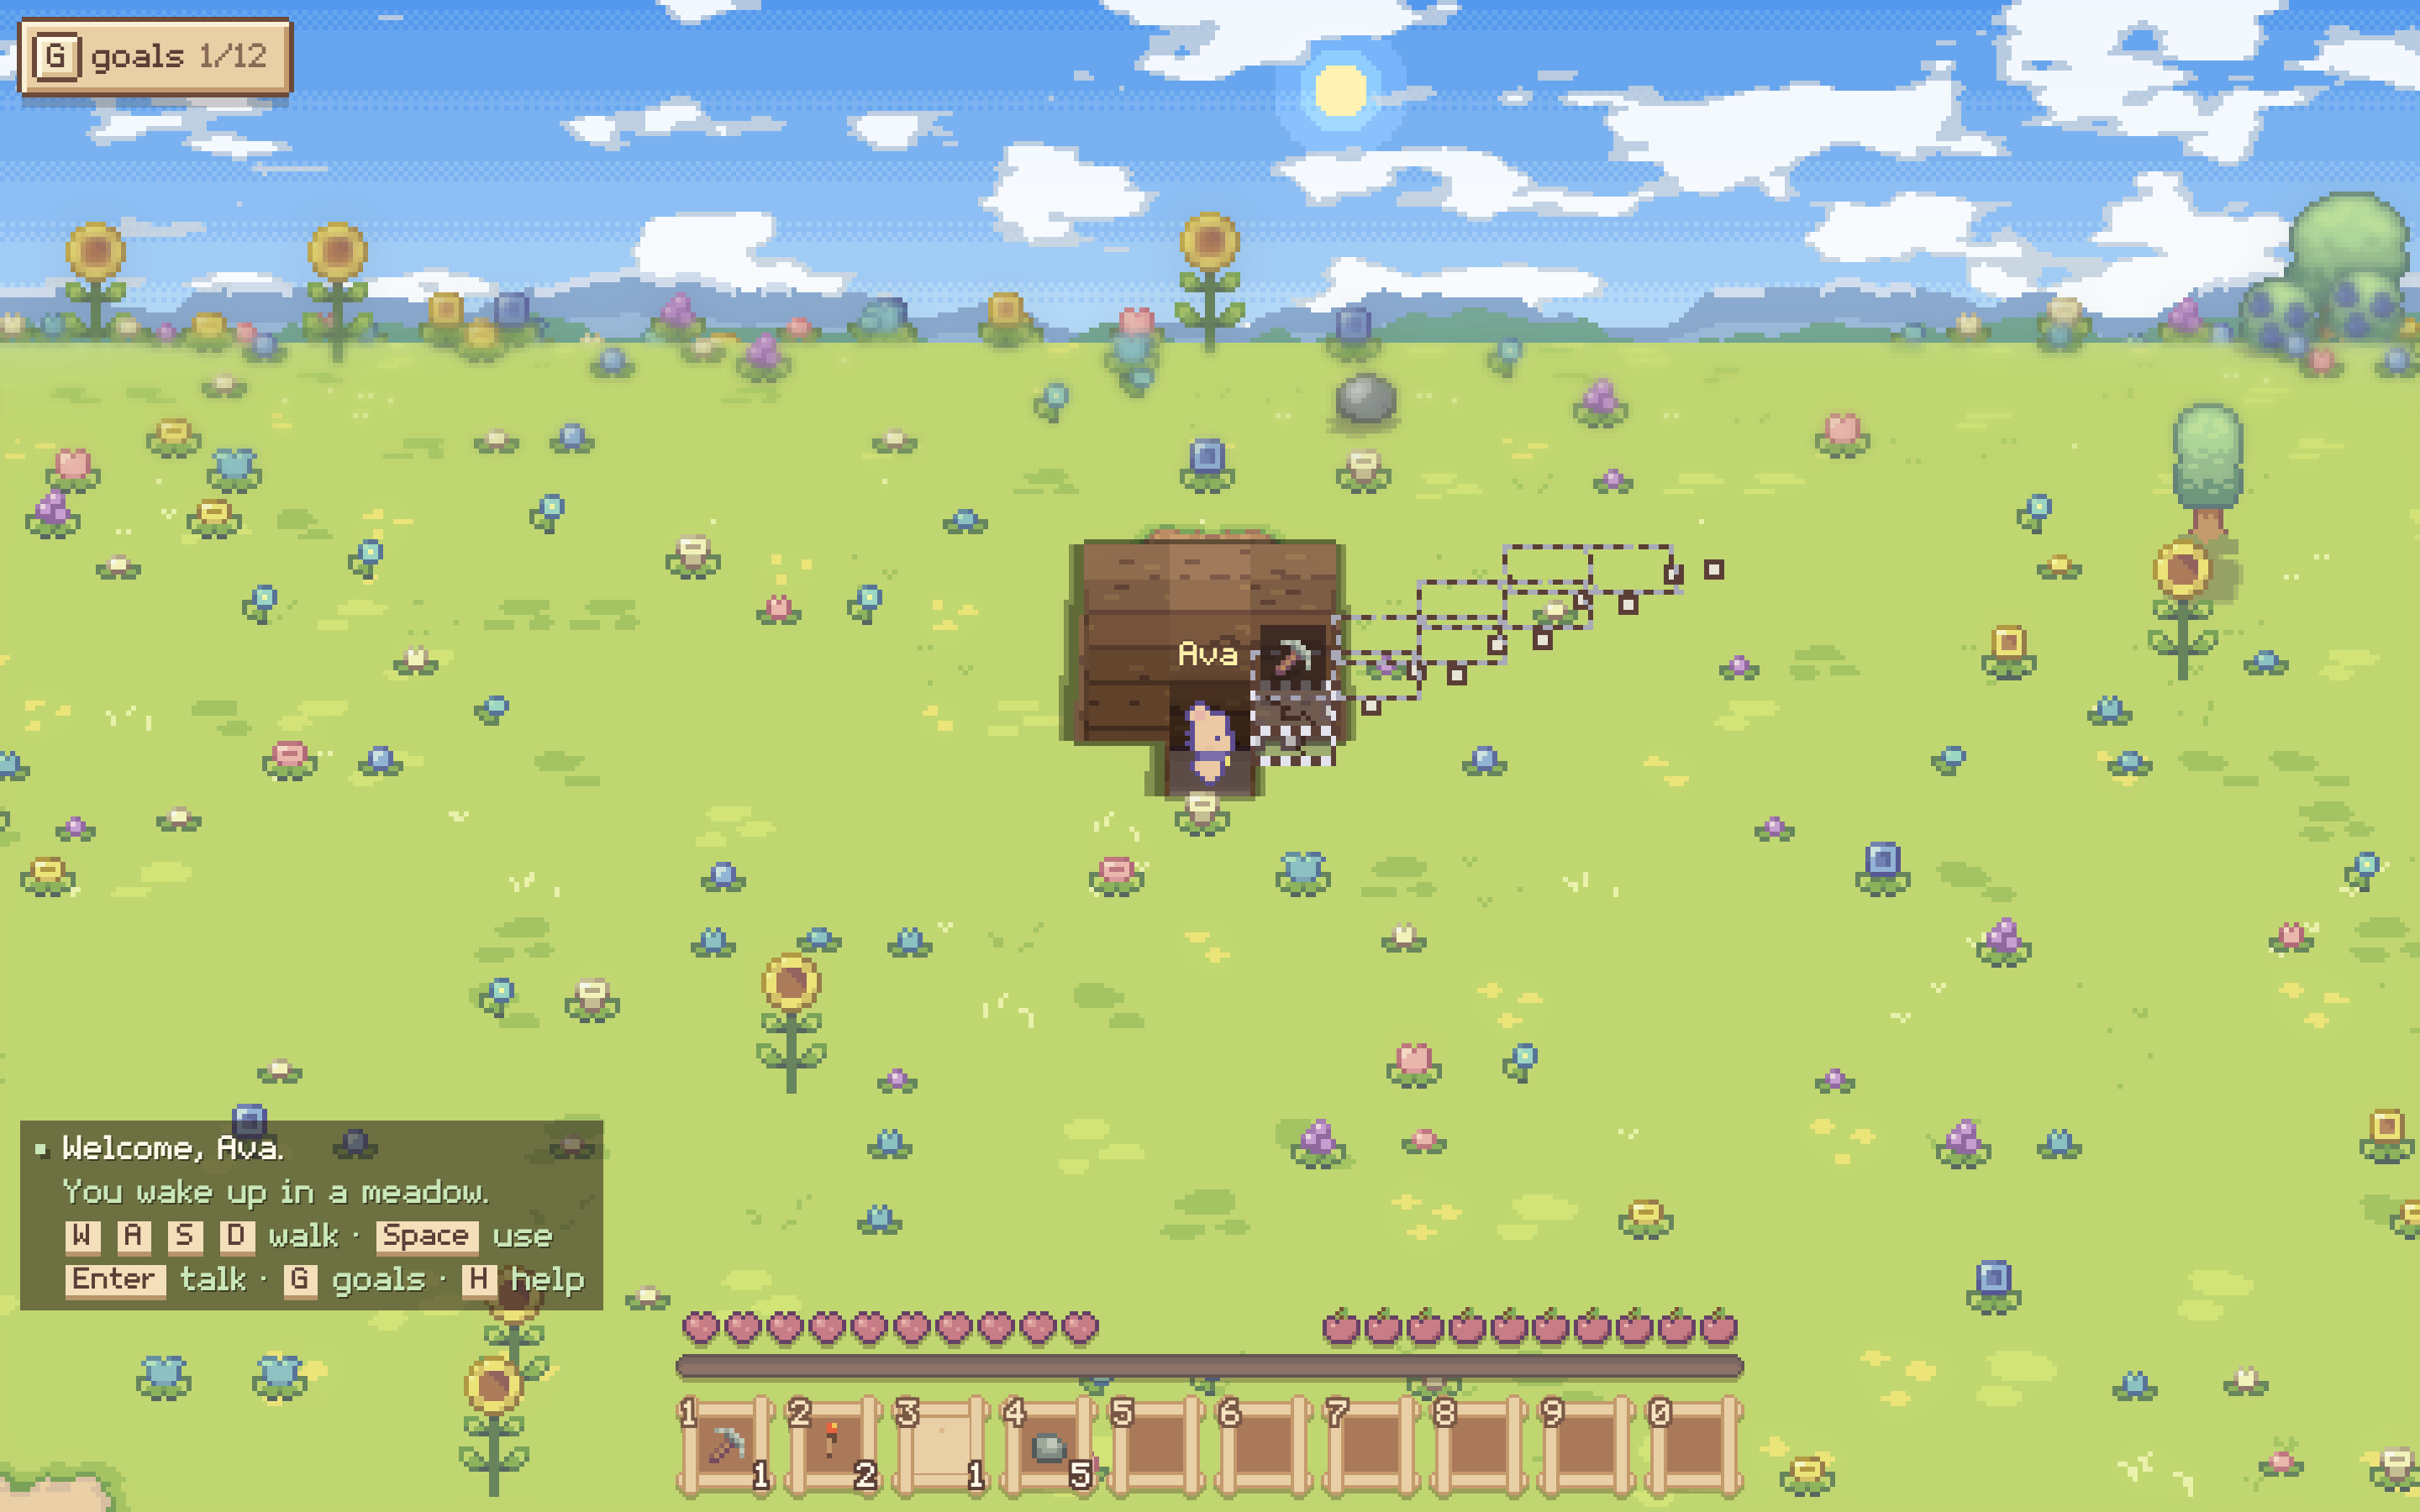 G goals 1/12
Ava
Welcome, Ava.
You wake up in a meadow.
W A S D walk · Space use
Enter talk · G goals · H help
1 2 3 4 5 6 7 8 9 0
1 2 1 5